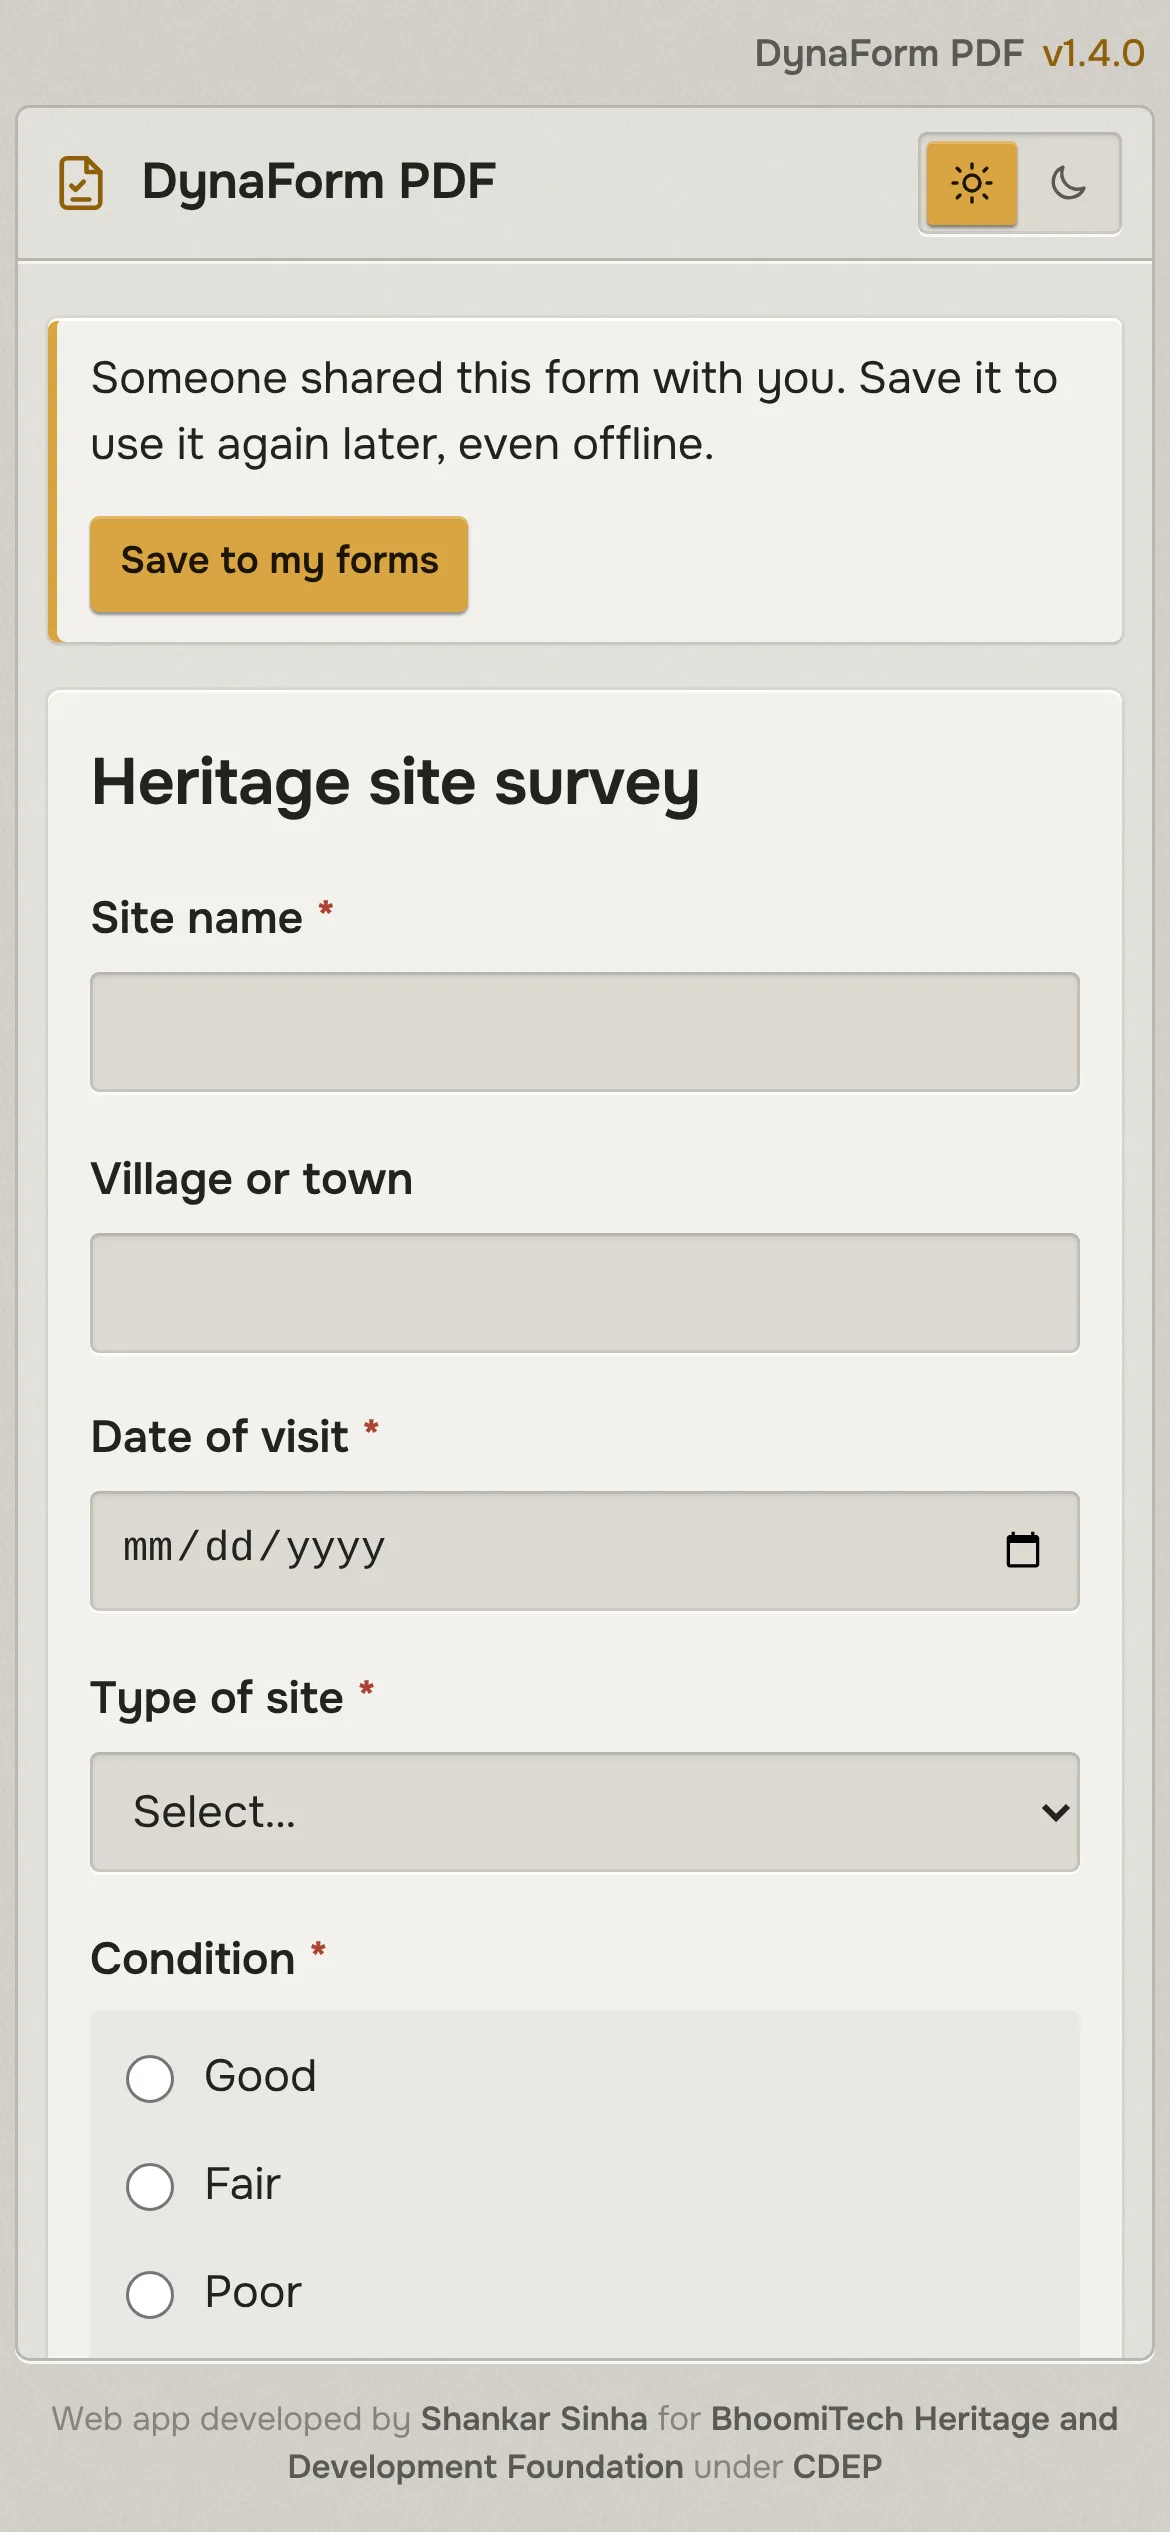 DynaForm PDF v1.4.0
DynaForm PDF
Someone shared this form with you. Save it to
use it again later, even offline.
Save to my forms
Heritage site survey
Site name *
Village or town
Date of visit *
mm/dd/yyyy
Type of site *
Select...
Condition *
Good
Fair
Poor
Web app developed by Shankar Sinha for BhoomiTech Heritage and
Development Foundation under CDEP